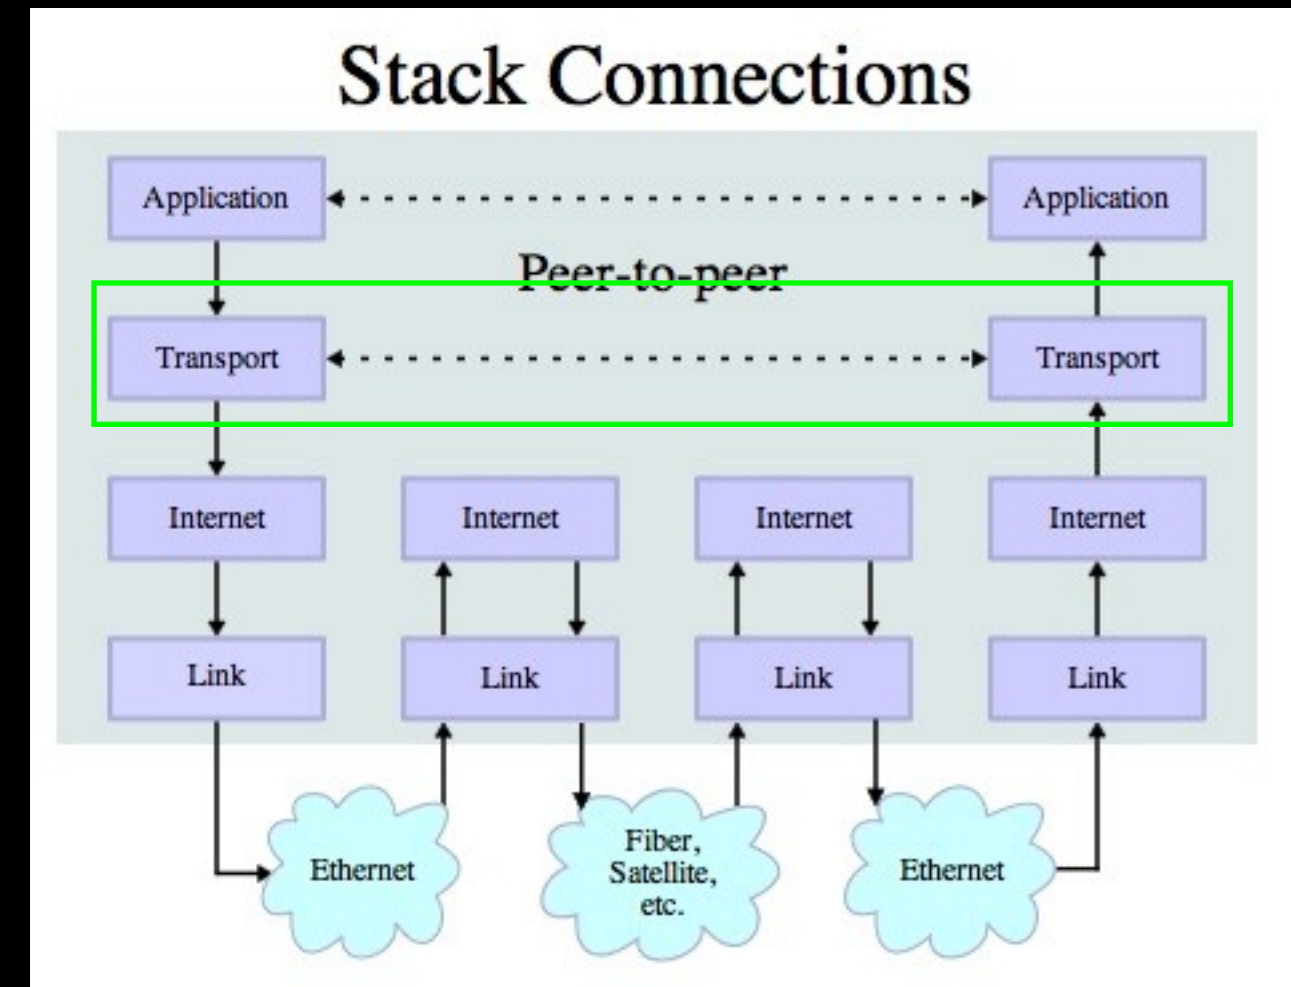 Stack Connections
Application
Application
Peer-to-peer
Transport
Transport
Internet
Internet
Internet
Internet
Link
Link
Link
Link
Ethernet
Fiber,
Satellite,
etc.
Ethernet